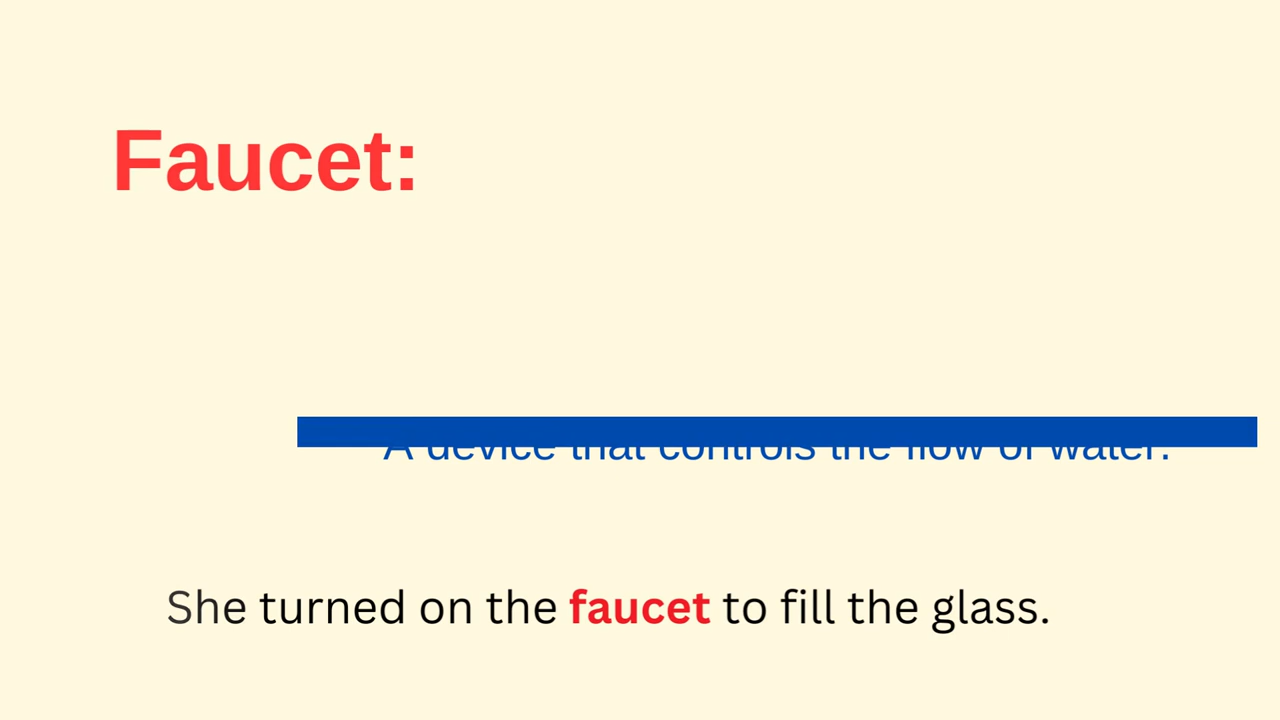 Faucet:
A device that controls the flow of water.
She turned on the faucet to fill the glass.